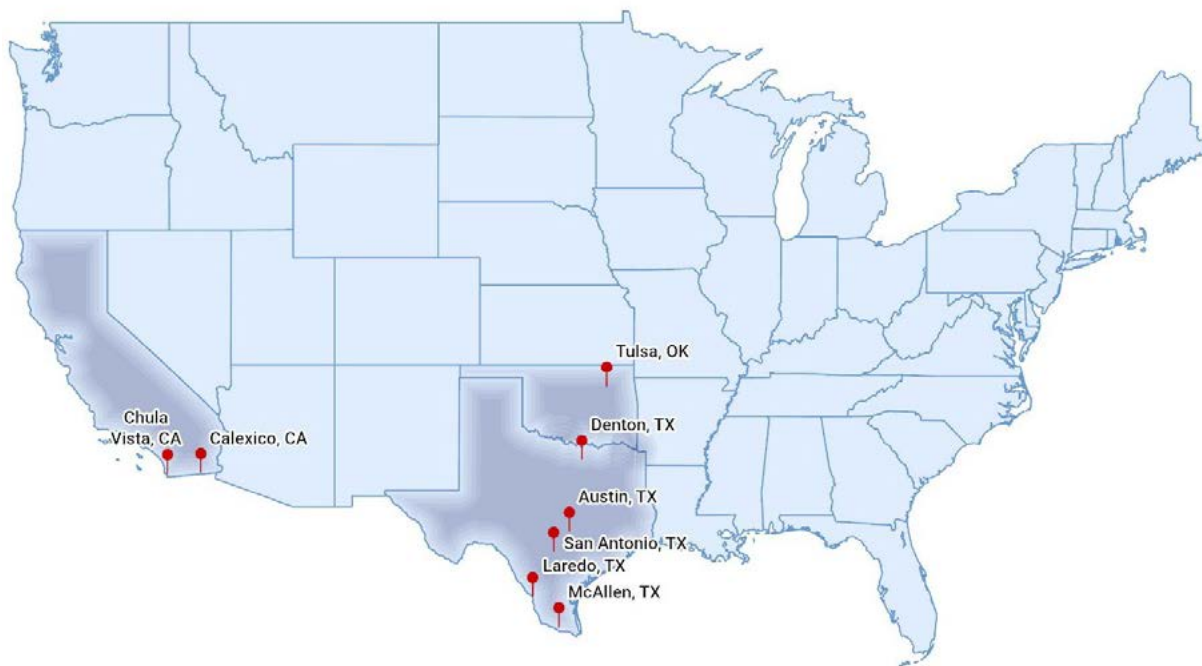 Tulsa, OK
Denton, TX
Chula
Vista, CA
Calexico, CA
Austin, TX
San Antonio, TX
Laredo, TX
McAllen, TX